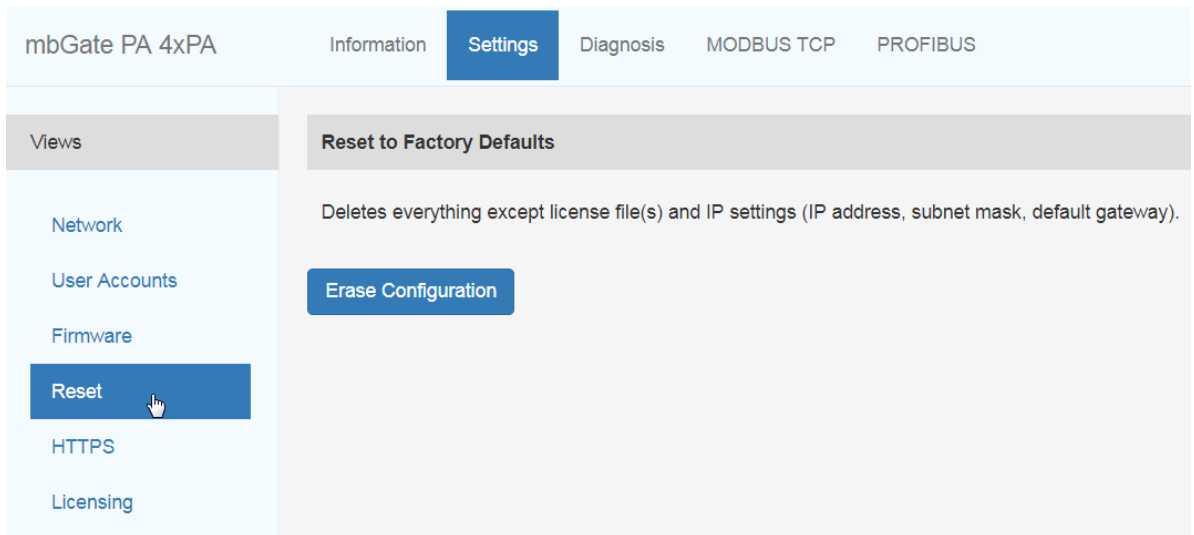 mbGate PA 4xPA Information Settings Diagnosis MODBUS TCP PROFIBUS
Views
Network
User Accounts
Firmware
Reset
HTTPS
Licensing
Reset to Factory Defaults
Deletes everything except license file(s) and IP settings (IP address, subnet mask, default gateway).
Erase Configuration